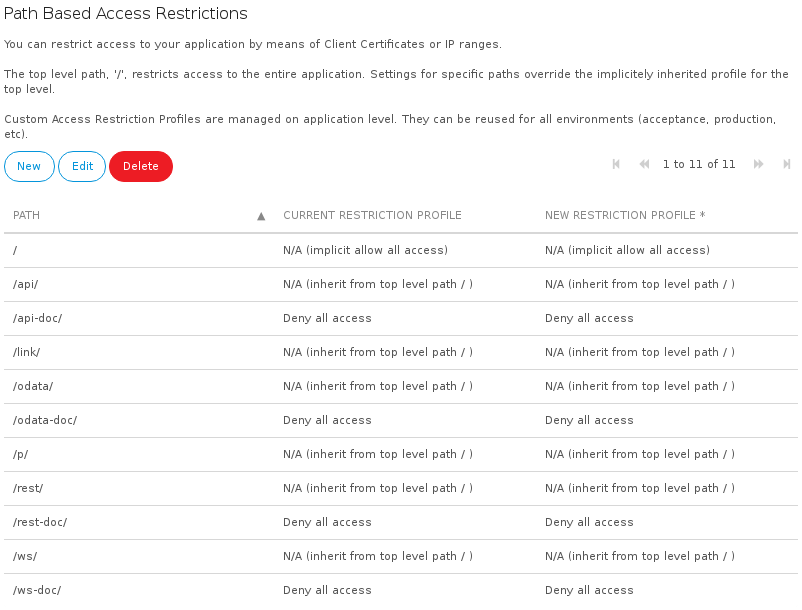 Path Based Access Restrictions
You can restrict access to your application by means of Client Certificates or IP ranges.
The top level path, '/', restricts access to the entire application. Settings for specific paths override the implicitely inherited profile for the
top level.
Custom Access Restriction Profiles are managed on application level. They can be reused for all environments (acceptance, production,
etc).
New Edit Delete 1 to 11 of 11
PATH ▲ CURRENT RESTRICTION PROFILE NEW RESTRICTION PROFILE *
/ N/A (implicit allow all access) N/A (implicit allow all access)
/api/ N/A (inherit from top level path / ) N/A (inherit from top level path / )
/api-doc/ Deny all access Deny all access
/link/ N/A (inherit from top level path / ) N/A (inherit from top level path / )
/odata/ N/A (inherit from top level path / ) N/A (inherit from top level path / )
/odata-doc/ Deny all access Deny all access
/p/ N/A (inherit from top level path / ) N/A (inherit from top level path / )
/rest/ N/A (inherit from top level path / ) N/A (inherit from top level path / )
/rest-doc/ Deny all access Deny all access
/ws/ N/A (inherit from top level path / ) N/A (inherit from top level path / )
/ws-doc/ Deny all access Deny all access